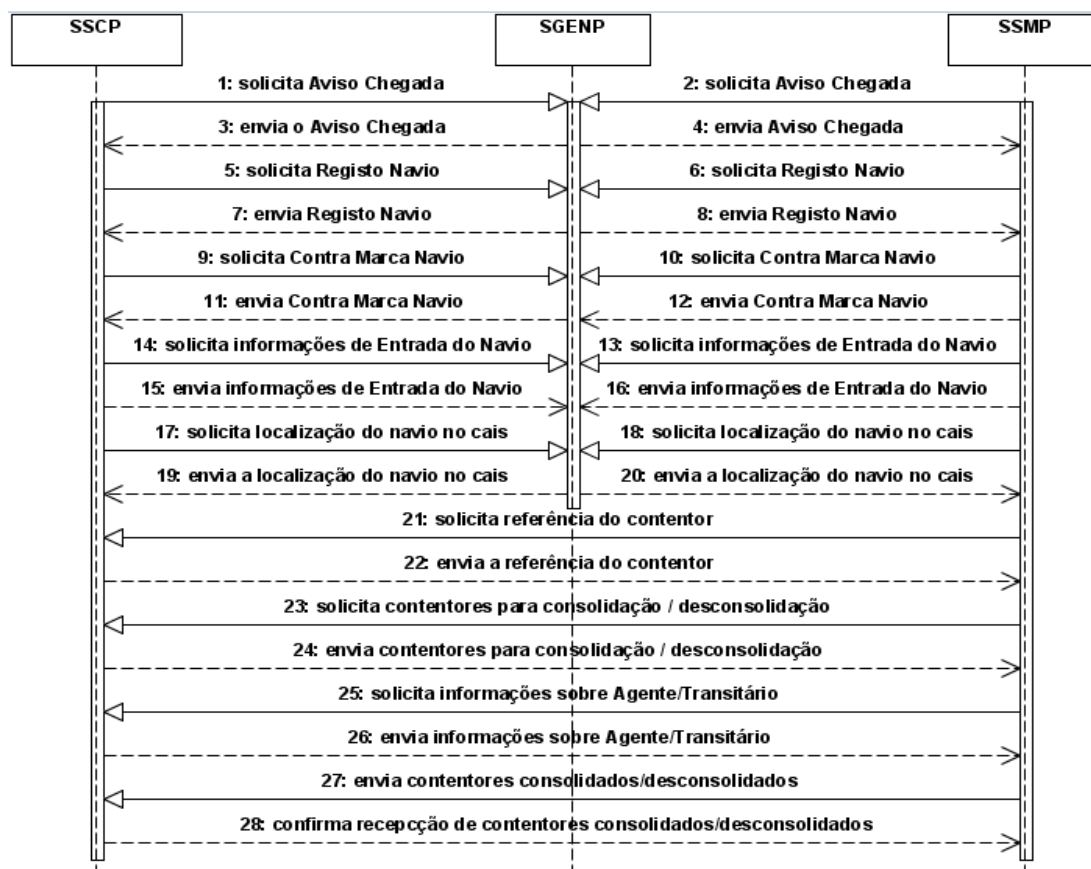 SSCP
SGENP
SSMP
1: solicita Aviso Chegada
2: solicita Aviso Chegada
3: envia o Aviso Chegada
4: envia Aviso Chegada
5: solicita Registo Navio
6: solicita Registo Navio
7: envia Registo Navio
8: envia Registo Navio
9: solicita Contra Marca Navio
10: solicita Contra Marca Navio
11: envia Contra Marca Navio
12: envia Contra Marca Navio
14: solicita informações de Entrada do Navio
13: solicita informações de Entrada do Navio
15: envia informações de Entrada do Navio
16: envia informações de Entrada do Navio
17: solicita localização do navio no cais
18: solicita localização do navio no cais
19: envia a localização do navio no cais
20: envia a localização do navio no cais
21: solicita referência do contentor
22: envia a referência do contentor
23: solicita contentores para consolidação / desconsolidação
24: envia contentores para consolidação / desconsolidação
25: solicita informações sobre Agente/Transitário
26: envia informações sobre Agente/Transitário
27: envia contentores consolidados/desconsolidados
28: confirma recepcção de contentores consolidados/desconsolidados